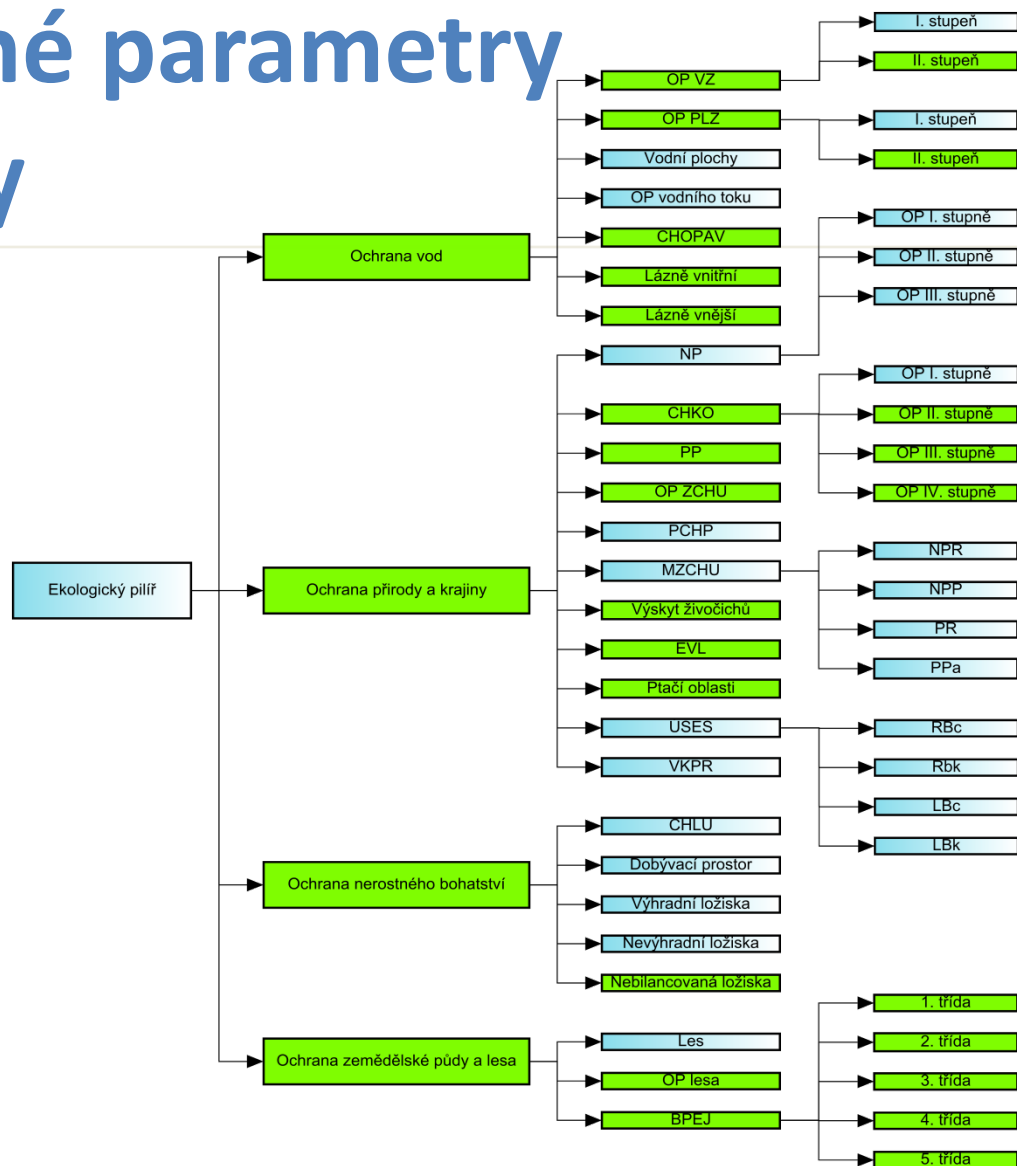 né parametry
y
Ekologický pilíř
Ochrana vod
OP VZ
I. stupeň
II. stupeň
OP PLZ
I. stupeň
II. stupeň
Vodní plochy
OP vodního toku
CHOPAV
Lázně vnitřní
Lázně vnější
Ochrana přírody a krajiny
NP
OP I. stupně
OP II. stupně
OP III. stupně
CHKO
OP I. stupně
OP II. stupně
OP III. stupně
OP IV. stupně
PP
OP ZCHU
PCHP
MZCHU
NPR
NPP
PR
PPa
Výskyt živočichů
EVL
Ptačí oblasti
USES
RBc
Rbk
LBc
LBk
VKPR
Ochrana nerostného bohatství
CHLU
Dobývací prostor
Výhradní ložiska
Nevýhradní ložiska
Nebilancovaná ložiska
Ochrana zemědělské půdy a lesa
Les
OP lesa
BPEJ
1. třída
2. třída
3. třída
4. třída
5. třída